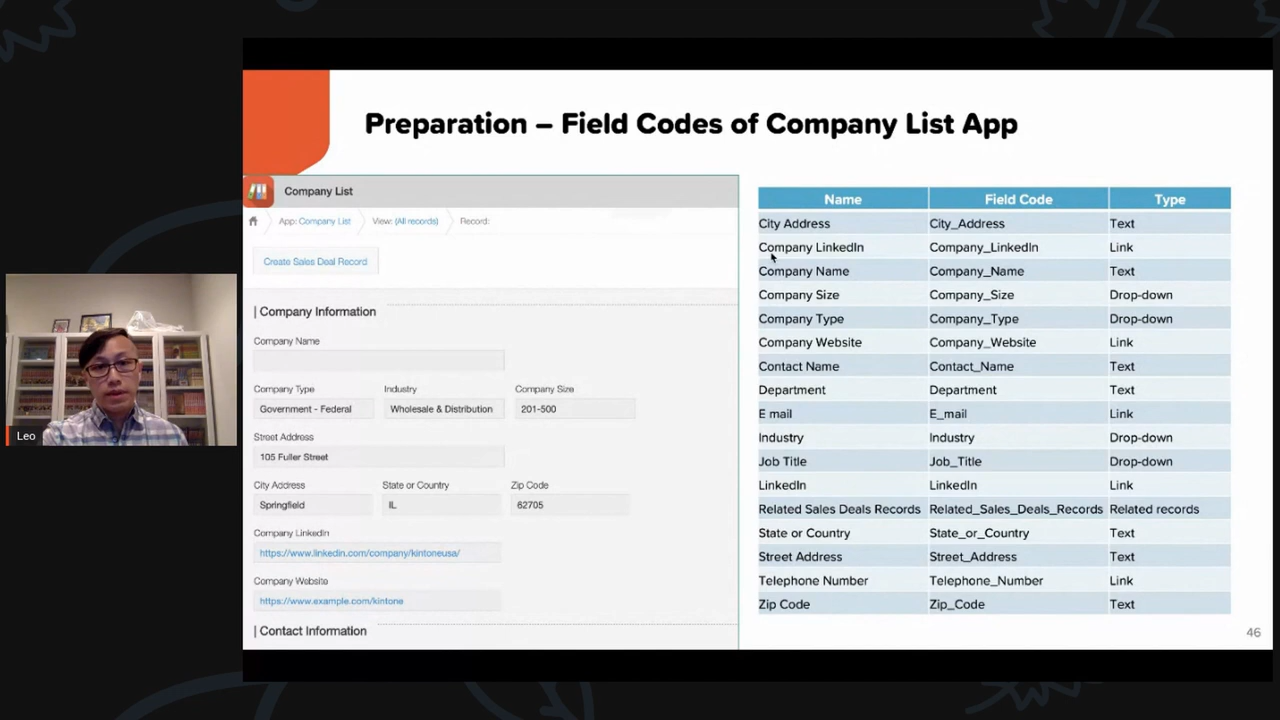 Preparation – Field Codes of Company List App
Company List
App: Company List View: (All records) Record:
Create Sales Deal Record
Company Information
Company Name
Company Type Industry Company Size
Government - Federal Wholesale & Distribution 201-500
Street Address
105 Fuller Street
City Address State or Country Zip Code
Springfield IL 62705
Company Linkedin
https://www.linkedin.com/company/kintoneusa/
Company Website
https://www.example.com/kintone
Contact Information
Name Field Code Type
City Address City_Address Text
Company LinkedIn Company_LinkedIn Link
Company Name Company_Name Text
Company Size Company_Size Drop-down
Company Type Company_Type Drop-down
Company Website Company_Website Link
Contact Name Contact_Name Text
Department Department Text
E mail E_mail Link
Industry Industry Drop-down
Job Title Job_Title Drop-down
LinkedIn LinkedIn Link
Related Sales Deals Records Related_Sales_Deals_Records Related records
State or Country State_or_Country Text
Street Address Street_Address Text
Telephone Number Telephone_Number Link
Zip Code Zip_Code Text
46
Leo